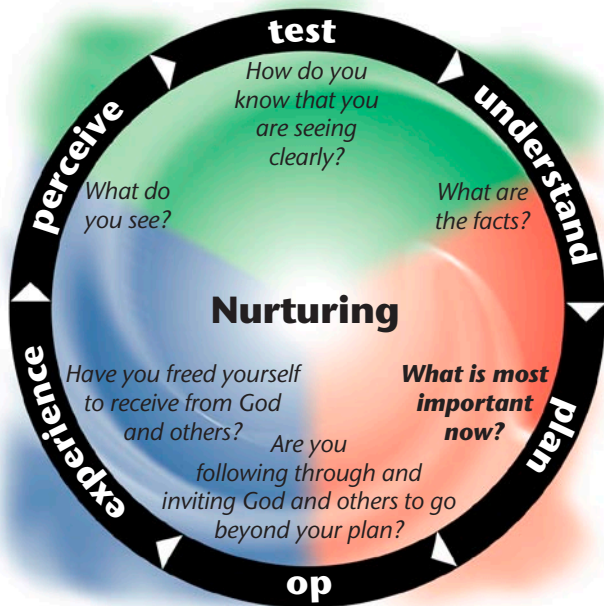 test
understand
plan
do
experience
perceive
How do you
know that you
are seeing
clearly?
What do
you see?
What are
the facts?
Nurturing
Have you freed yourself
to receive from God
and others?
What is most
important
now?
Are you
following through and
inviting God and others to go
beyond your plan?